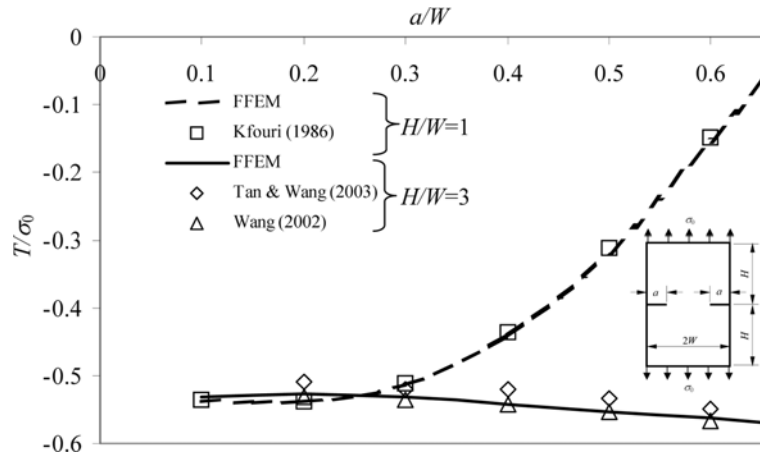 a/W
0
0 0.1 0.2 0.3 0.4 0.5 0.6
-0.1
-0.2
-0.3
-0.4
-0.5
-0.6
T/σ0
FFEM
Kfouri (1986)
H/W=1
FFEM
Tan & Wang (2003)
Wang (2002)
H/W=3
σ0
H
a a
2W
H
σ0